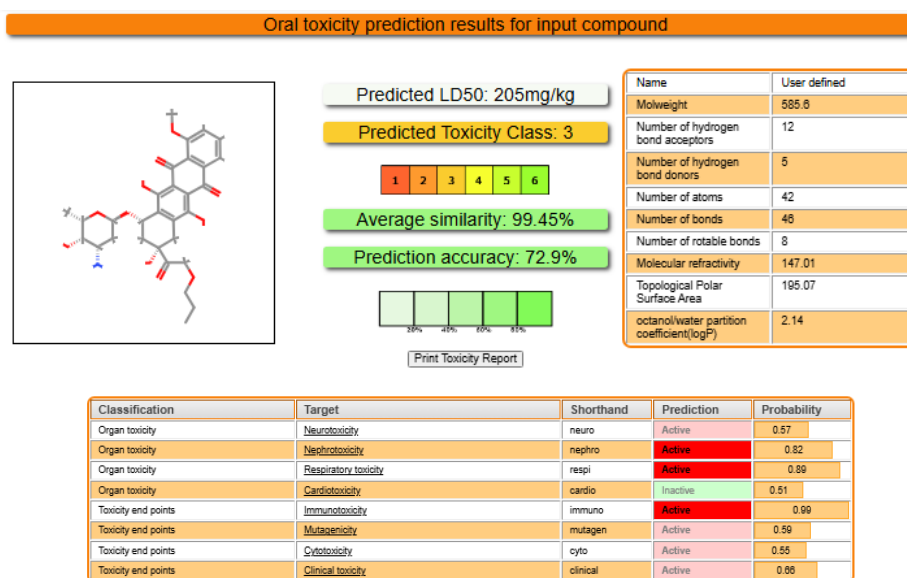 Oral toxicity prediction results for input compound
Predicted LD50: 205mg/kg
Predicted Toxicity Class: 3
1 2 3 4 5 6
Average similarity: 99.45%
Prediction accuracy: 72.9%
20% 40% 60% 80%
Print Toxicity Report
Name User defined
Molweight 585.6
Number of hydrogen
bond acceptors 12
Number of hydrogen
bond donors 5
Number of atoms 42
Number of bonds 46
Number of rotable bonds 8
Molecular refractivity 147.01
Topological Polar
Surface Area 195.07
octanol/water partition
coefficient(logP) 2.14
Classification Target Shorthand Prediction Probability
Organ toxicity Neurotoxicity neuro Active 0.57
Organ toxicity Nephrotoxicity nephro Active 0.82
Organ toxicity Respiratory toxicity respi Active 0.89
Organ toxicity Cardiotoxicity cardio Inactive 0.51
Toxicity end points Immunotoxicity immuno Active 0.99
Toxicity end points Mutagenicity mutagen Active 0.59
Toxicity end points Cytotoxicity cyto Active 0.55
Toxicity end points Clinical toxicity clinical Active 0.66